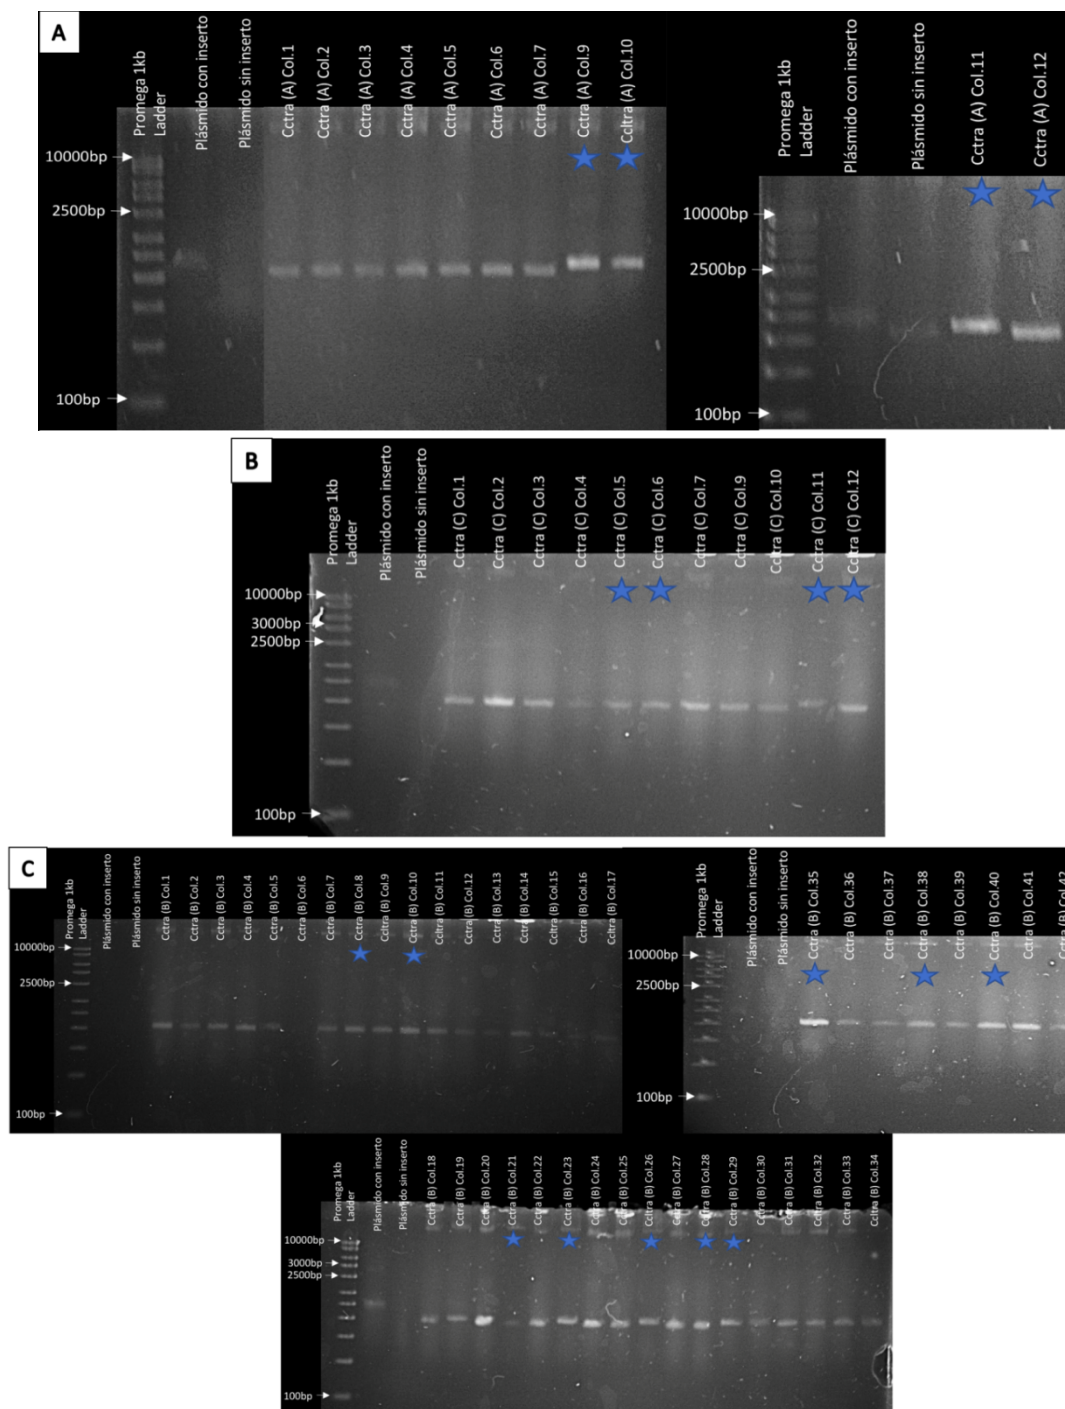 A
Promega 1kb
Ladder
Plásmido con inserto
Plásmido sin inserto
Cctra (A) Col.1
Cctra (A) Col.2
Cctra (A) Col.3
Cctra (A) Col.4
Cctra (A) Col.5
Cctra (A) Col.6
Cctra (A) Col.7
Cctra (A) Col.9
Ccltra (A) Col.10
10000bp
2500bp
100bp
Promega 1kb
Ladder
Plásmido con inserto
Plásmido sin inserto
Cctra (A) Col.11
Cctra (A) Col.12
10000bp
2500bp
100bp
B
Promega 1kb
Ladder
Plásmido con inserto
Plásmido sin inserto
Cctra (C) Col.1
Cctra (C) Col.2
Cctra (C) Col.3
Cctra (C) Col.4
Cctra (C) Col.5
Cctra (C) Col.6
Cctra (C) Col.7
Cctra (C) Col.9
Cctra (C) Col.10
Cctra (C) Col.11
Cctra (C) Col.12
10000bp
3000bp
2500bp
100bp
C
Promega 1kb
Ladder
Plásmido con inserto
Plásmido sin inserto
Cctra (B) Col.1
Cctra (B) Col.2
Cctra (B) Col.3
Cctra (B) Col.4
Cctra (B) Col.5
Cctra (B) Col.6
Cctra (B) Col.7
Cctra (B) Col.8
Cctra (B) Col.9
Cctra (B) Col.10
Cctra (B) Col.11
Cctra (B) Col.12
Cctra (B) Col.13
Cctra (B) Col.14
Ccltra (B) Col.15
Cctra (B) Col.16
Ccltra (B) Col.17
10000bp
2500bp
100bp
Promega 1kb
Ladder
Plásmido con inserto
Plásmido sin inserto
Cctra (B) Col.35
Cctra (B) Col.36
Cctra (B) Col.37
Cctra (B) Col.38
Cctra (B) Col.39
Cctra (B) Col.40
Cctra (B) Col.41
Cctra (B) Col.42
10000bp
2500bp
100bp
Promega 1kb
Ladder
Plásmido con inserto
Plásmido sin inserto
Cctra (B) Col.18
Cctra (B) Col.19
Cctra (B) Col.20
Cctra (B) Col.21
Cctra (B) Col.22
Cctra (B) Col.23
Cctra (B) Col.24
Cctra (B) Col.25
Cctra (B) Col.26
Cctra (B) Col.27
Cctra (B) Col.28
Cctra (B) Col.29
Cctra (B) Col.30
Cctra (B) Col.31
Cctra (B) Col.32
Cctra (B) Col.33
Ccltra (B) Col.34
10000bp
3000bp
2500bp
100bp